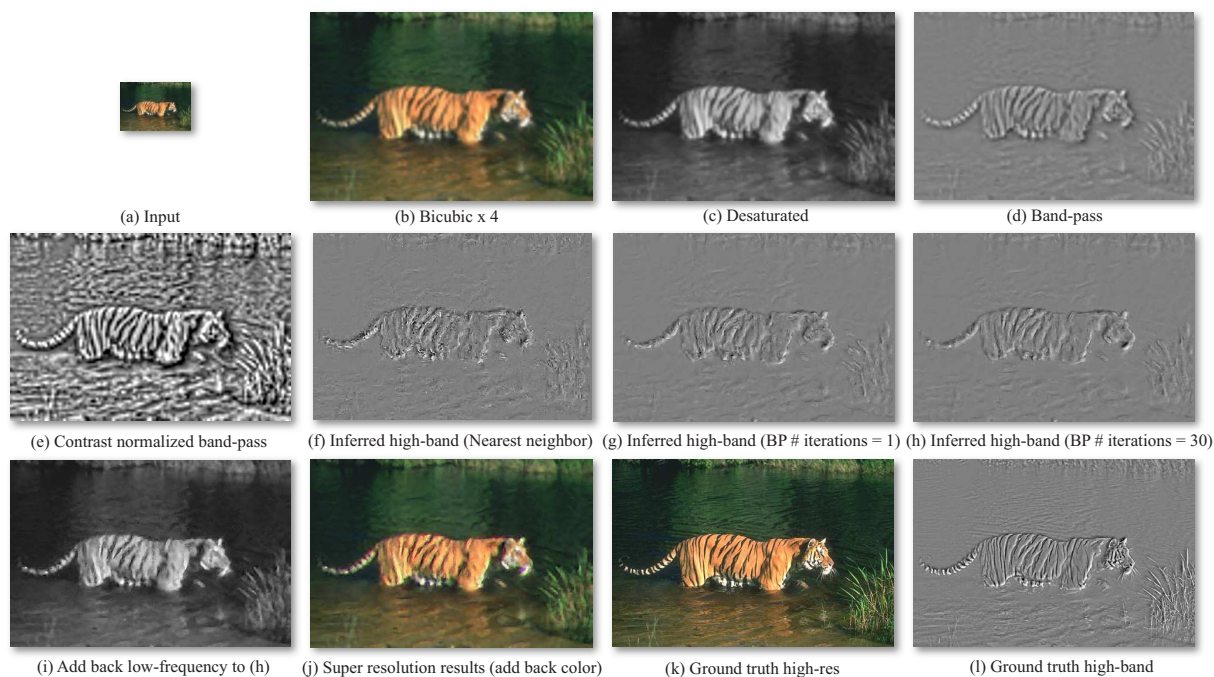 (a) Input
(b) Bicubic x 4
(c) Desaturated
(d) Band-pass
(e) Contrast normalized band-pass
(f) Inferred high-band (Nearest neighbor)
(g) Inferred high-band (BP # iterations = 1)
(h) Inferred high-band (BP # iterations = 30)
(i) Add back low-frequency to (h)
(j) Super resolution results (add back color)
(k) Ground truth high-res
(l) Ground truth high-band